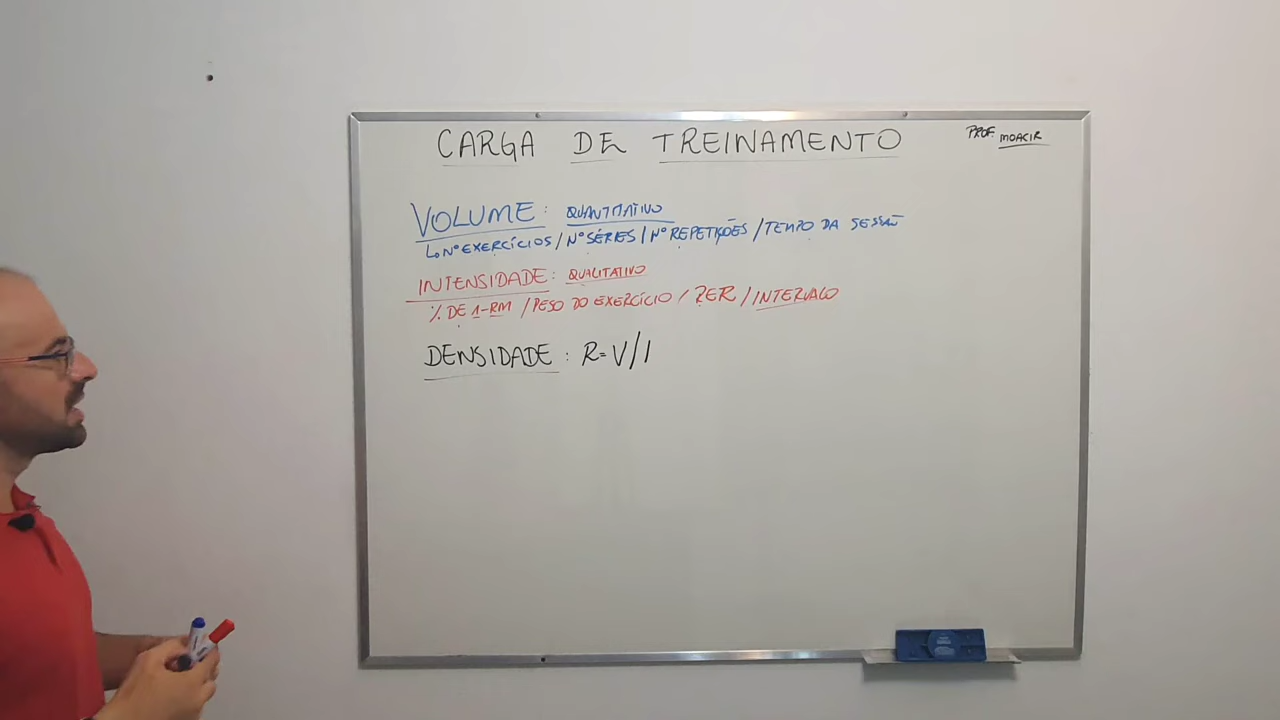 CARGA DE TREINAMENTO
PROF. MOACIR
VOLUME: QUANTITATIVO
Nº EXERCÍCIOS / Nº SÉRIES / Nº REPETIÇÕES / TEMPO DA SESSÃO
INTENSIDADE: QUALITATIVO
% DE 1-RM / PESO DO EXERCÍCIO / PER / INTERVALO
DENSIDADE: R=V/I